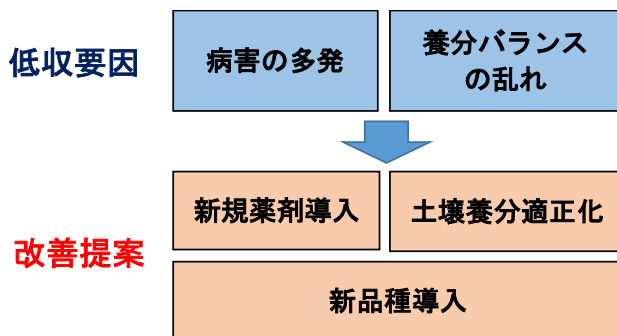 低収要因
病害の多発
養分バランス
の乱れ
改善提案
新規薬剤導入
土壌養分適正化
新品種導入